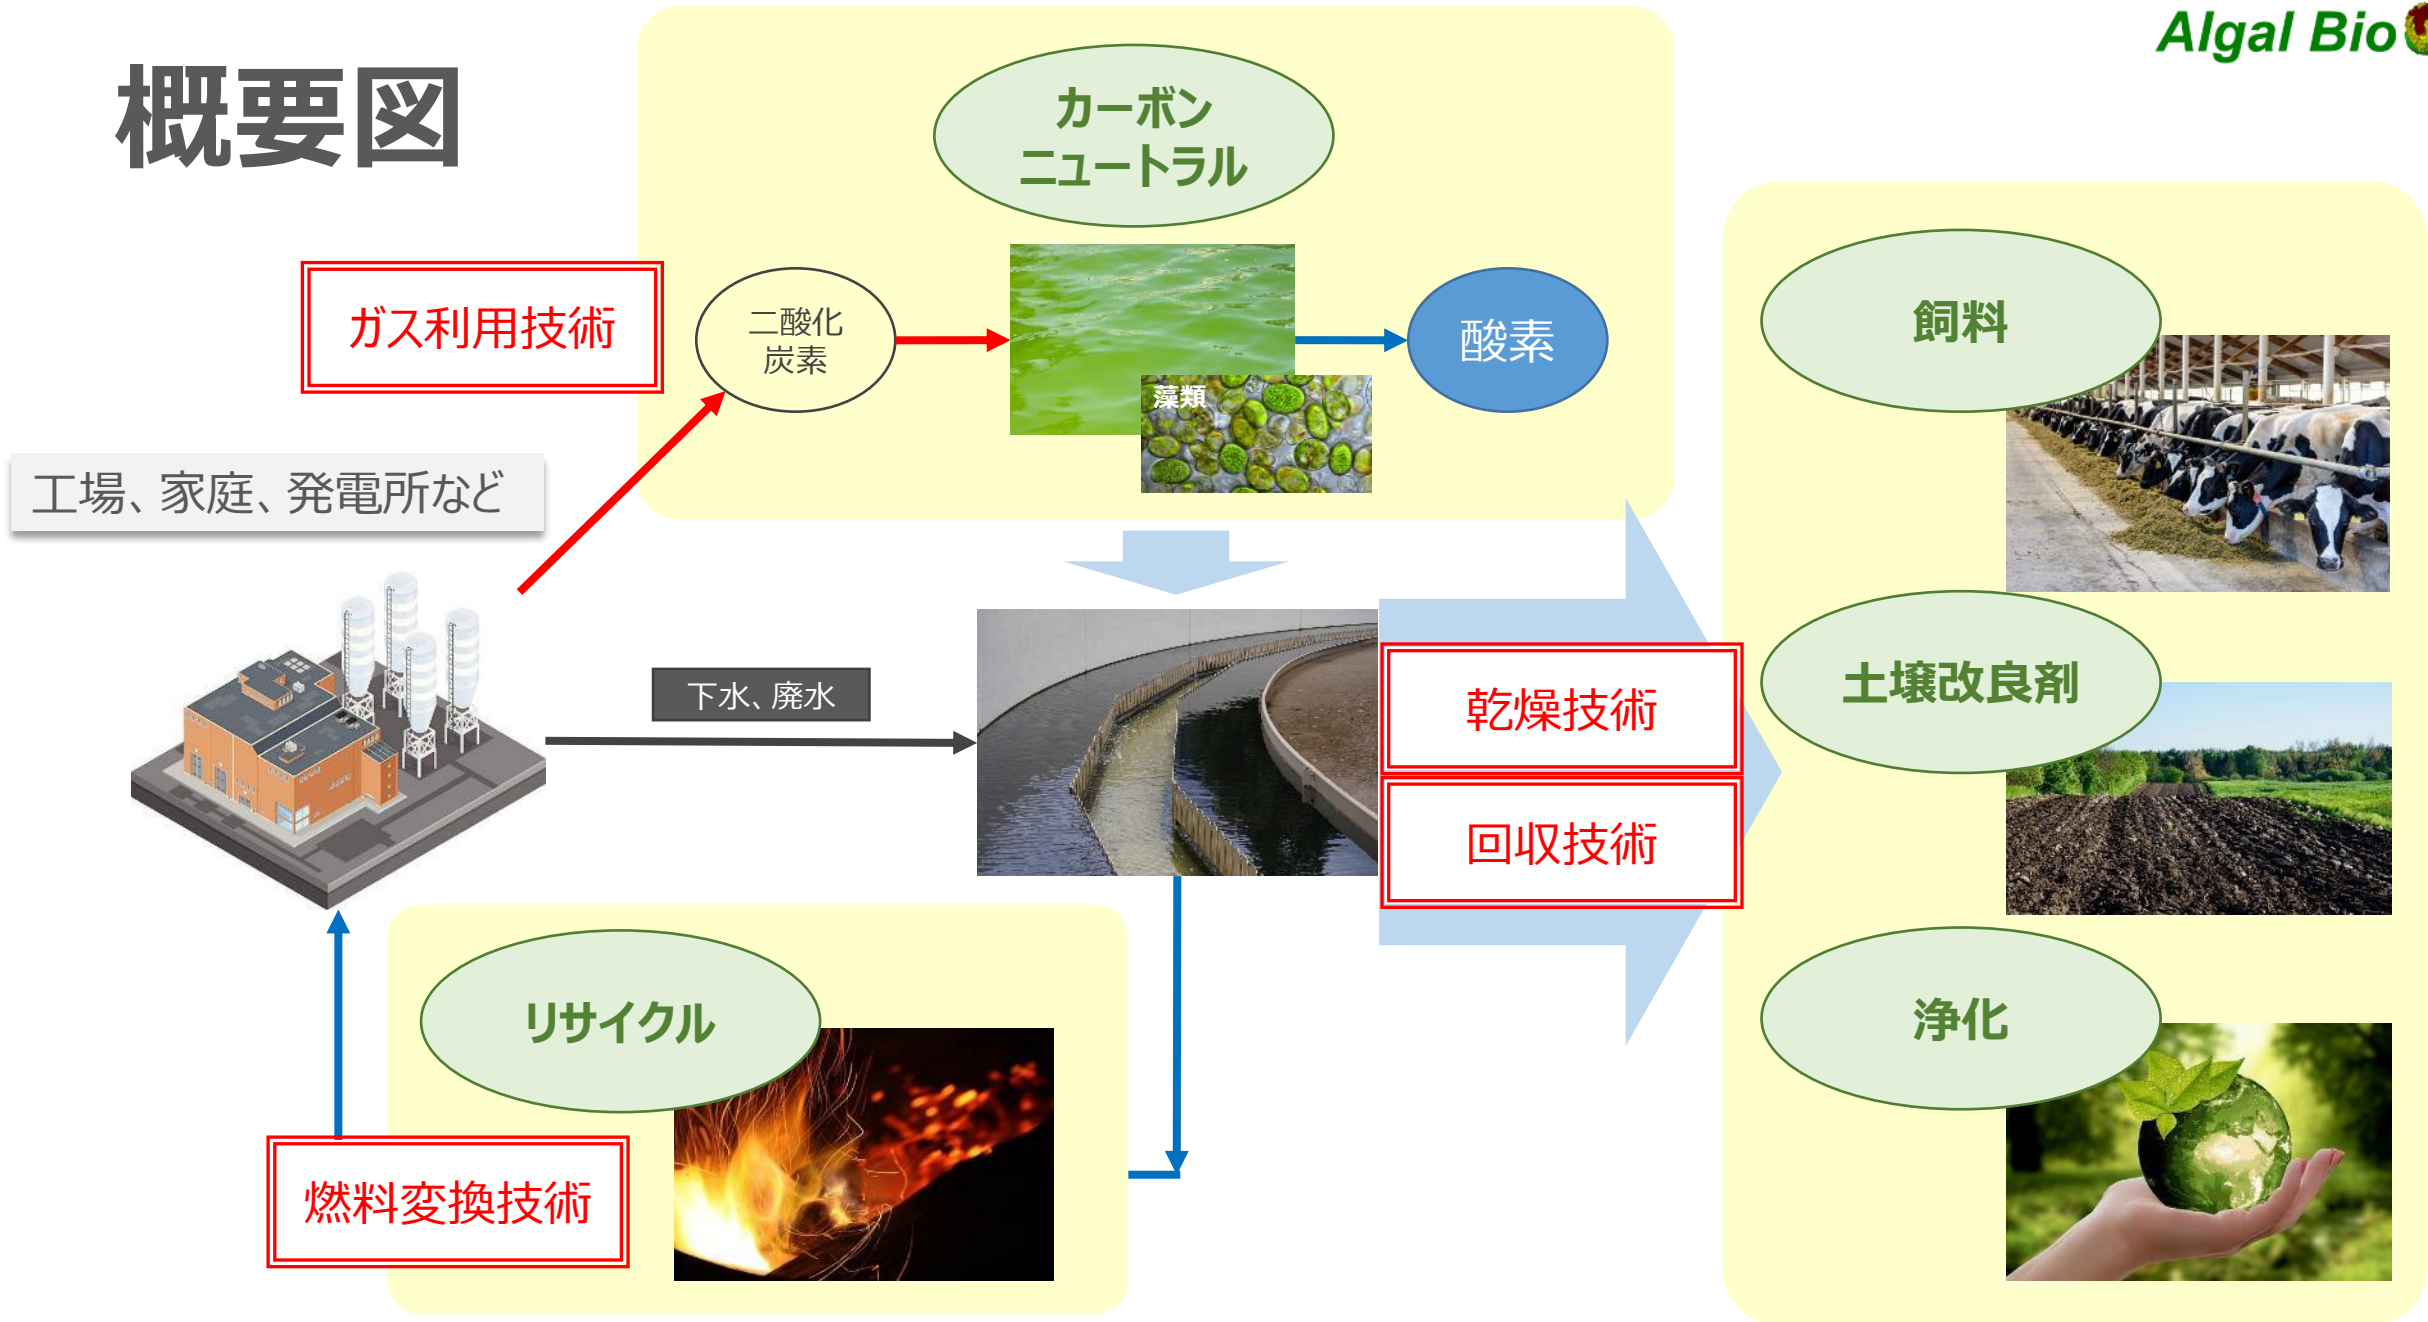 概要図
Algal Bio
カーボン
ニュートラル
ガス利用技術
二酸化
炭素
酸素
藻類
工場、家庭、発電所など
下水、廃水
乾燥技術
回収技術
飼料
土壌改良剤
浄化
リサイクル
燃料変換技術